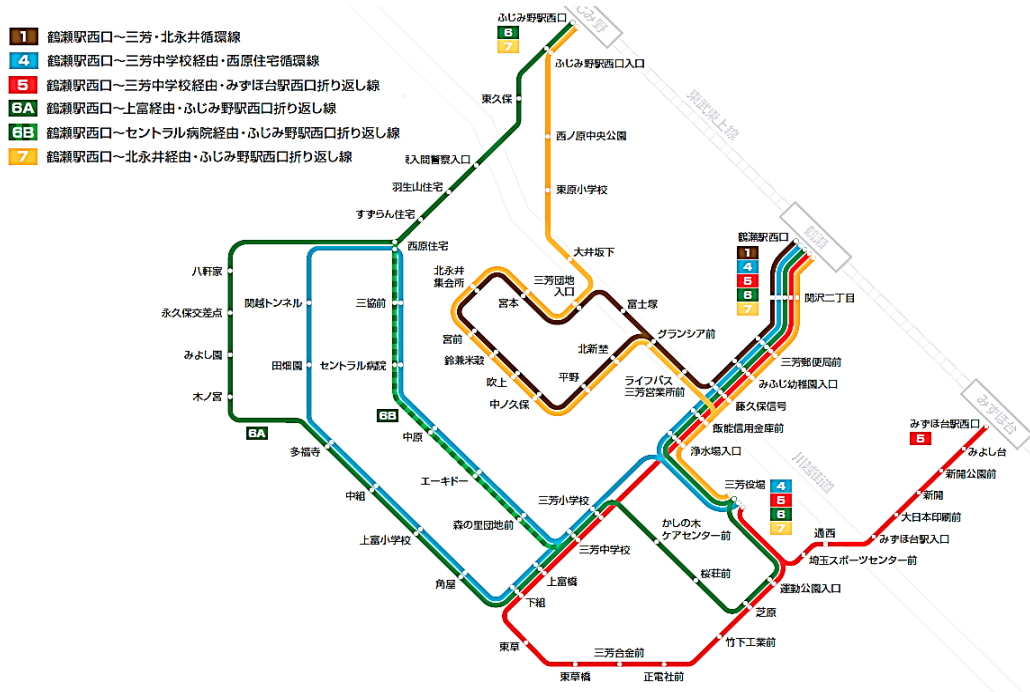 1 鶴瀬駅西口～三芳・北永井循環線
4 鶴瀬駅西口～三芳中学校経由・西原住宅循環線
5 鶴瀬駅西口～三芳中学校経由・みずほ台駅西口折り返し線
6A 鶴瀬駅西口～上富経由・ふじみ野駅西口折り返し線
6B 鶴瀬駅西口～セントラル病院経由・ふじみ野駅西口折り返し線
7 鶴瀬駅西口～北永井経由・ふじみ野駅西口折り返し線
ふじみ野駅西口
じみ野
6
7
ふじみ野駅西口入口
東久保
東武東上線
西ノ原中央公園
入間警察入口
羽生山住宅
東原小学校
すずらん住宅
西原住宅
大井坂下
鶴瀬駅西口
鶴瀬
1
4
5
6
7
八軒家
関越トンネル
三協前
北永井
集会所
宮本
三芳団地
入口
富士塚
関沢二丁目
永久保交差点
グランシア前
宮前
北新埜
みよし園
田畑園
セントラル病院
鈴兼米穀
吹上
平野
ライフバス
三芳営業所前
三芳郵便局前
みふじ幼稚園入口
木ノ宮
中ノ久保
藤久保信号
みずほ台
6A
6B
飯能信用金庫前
みずほ台駅西口
5
中原
多福寺
浄水場入口
川越街道
みよし台
エーキドー
新開公園前
中組
三芳役場
4
5
6
7
新開
三芳小学校
森の里団地前
かしの木
ケアセンター前
大日本印刷前
上富小学校
通西
みずほ台駅入口
三芳中学校
埼玉スポーツセンター前
角屋
上富橋
桜荘前
運動公園入口
下組
芝原
東草
三芳合金前
竹下工業前
東草橋
正電社前